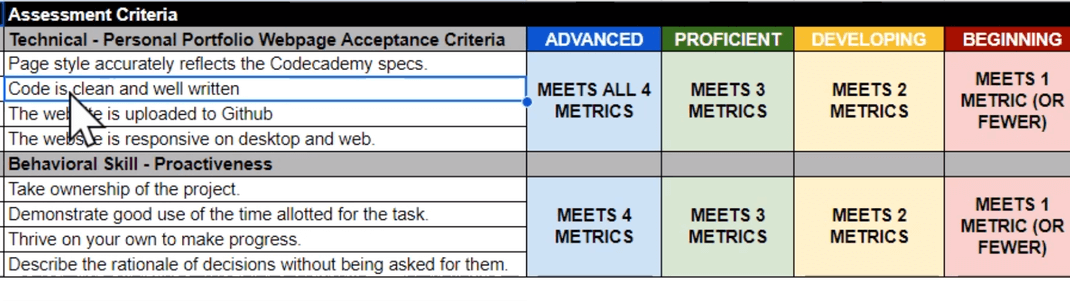 Assessment Criteria
Technical - Personal Portfolio Webpage Acceptance Criteria ADVANCED PROFICIENT DEVELOPING BEGINNING
Page style accurately reflects the Codecademy specs.
Code is clean and well written
The website is uploaded to Github
The website is responsive on desktop and web.
MEETS ALL 4
METRICS
MEETS 3
METRICS
MEETS 2
METRICS
MEETS 1
METRIC (OR
FEWER)
Behavioral Skill - Proactiveness
Take ownership of the project.
Demonstrate good use of the time allotted for the task.
Thrive on your own to make progress.
Describe the rationale of decisions without being asked for them.
MEETS 4
METRICS
MEETS 3
METRICS
MEETS 2
METRICS
MEETS 1
METRIC (OR
FEWER)